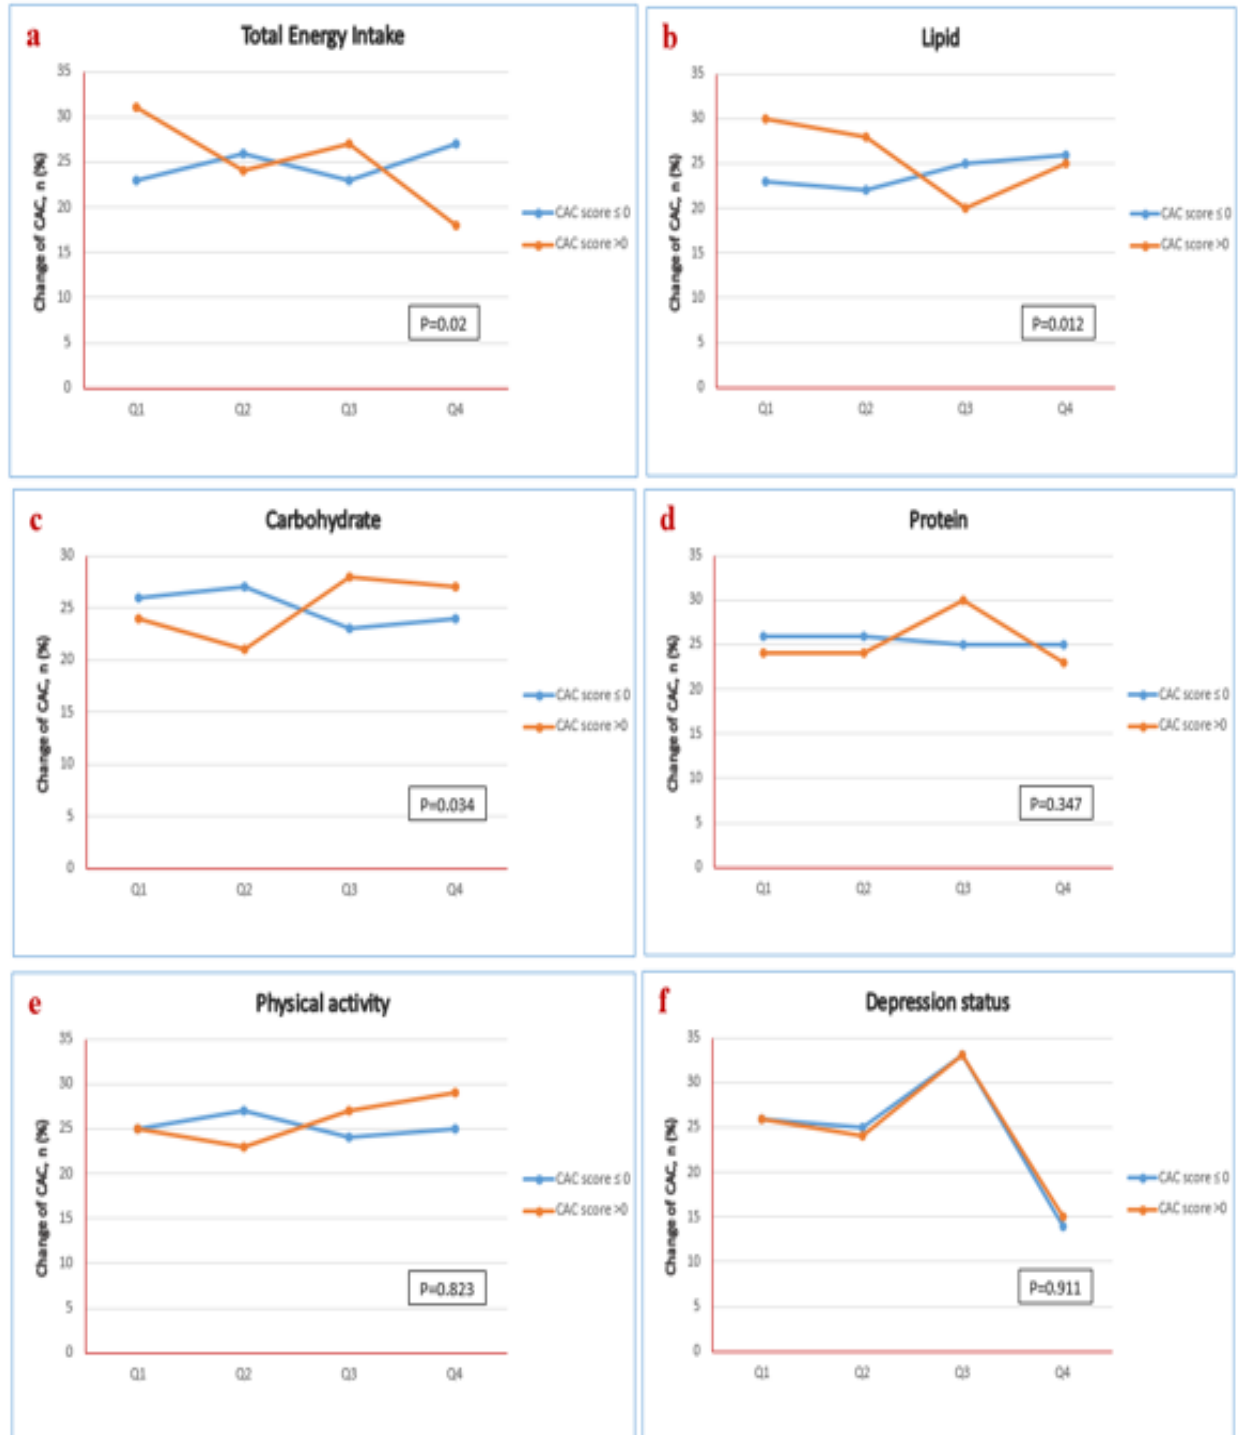 a
Total Energy Intake
35
30
25
20
15
10
5
0
Change of CAC, n (%)
Q1 Q2 Q3 Q4
CAC score ≤ 0
CAC score >0
P=0.02
b
Lipid
35
30
25
20
15
10
5
0
Change of CAC, n (%)
Q1 Q2 Q3 Q4
CAC score ≤ 0
CAC score >0
P=0.012
c
Carbohydrate
30
25
20
15
10
5
0
Change of CAC, n (%)
Q1 Q2 Q3 Q4
CAC score ≤ 0
CAC score >0
P=0.034
d
Protein
35
30
25
20
15
10
5
0
Change of CAC, n (%)
Q1 Q2 Q3 Q4
CAC score ≤ 0
CAC score >0
P=0.347
e
Physical activity
35
30
25
20
15
10
5
0
Change of CAC, n (%)
Q1 Q2 Q3 Q4
CAC score ≤ 0
CAC score >0
P=0.823
f
Depression status
35
30
25
20
15
10
5
0
Change of CAC, n (%)
Q1 Q2 Q3 Q4
CAC score ≤ 0
CAC score >0
P=0.911